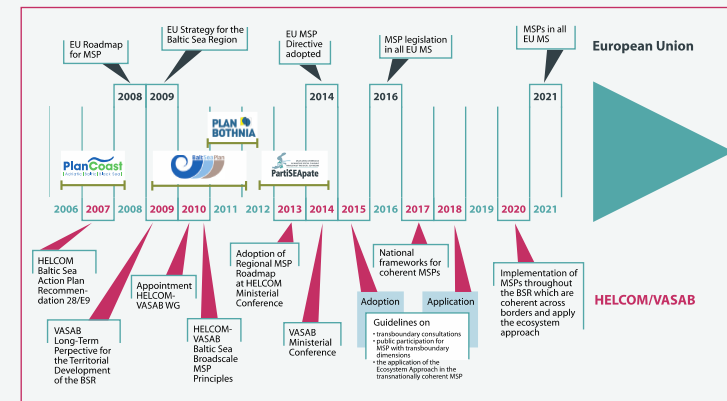 EU Roadmap
for MSP
EU Strategy for the
Baltic Sea Region
EU MSP
Directive
adopted
MSP legislation
in all EU MS
MSPs in all
EU MS
European Union
2008
2009
2014
2016
2021
PlanCoast
Adriatic | Baltic | Black Sea
BaltSeaPlan
PLAN
BOTHNIA
PartiSEApate
2006
2007
2008
2009
2010
2011
2012
2013
2014
2015
2016
2017
2018
2019
2020
2021
HELCOM
Baltic Sea
Action Plan
Recommen-
dation 28/E9
VASAB
Long-Term
Perpective for
the Territorial
Development
of the BSR
Appointment
HELCOM-
VASAB WG
HELCOM-
VASAB
Baltic Sea
Broadscale
MSP
Principles
Adoption of
Regional MSP
Roadmap
at HELCOM
Ministerial
Conference
VASAB
Ministerial
Conference
National
frameworks for
coherent MSPs
Adoption
Application
Guidelines on
• transboundary consultations
• public participation for
MSP with transboundary
dimensions
• the application of the
Ecosystem Approach in the
transnationally coherent MSP
Implementation of
MSPs throughout
the BSR which are
coherent across
borders and apply
the ecosystem
approach
HELCOM/VASAB